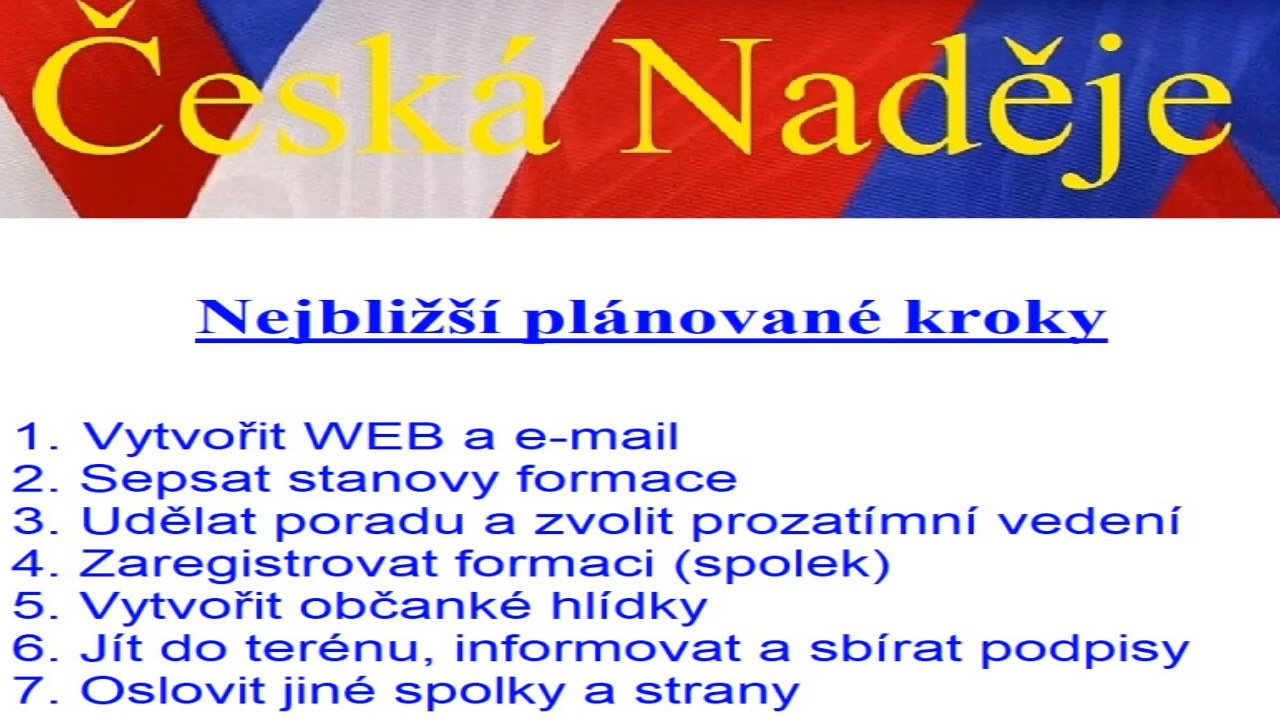 Česká Naděje
Nejbližší plánované kroky
1. Vytvořit WEB a e-mail
2. Sepsat stanovy formace
3. Udělat poradu a zvolit prozatímní vedení
4. Zaregistrovat formaci (spolek)
5. Vytvořit občanké hlídky
6. Jít do terénu, informovat a sbírat podpisy
7. Oslovit jiné spolky a strany